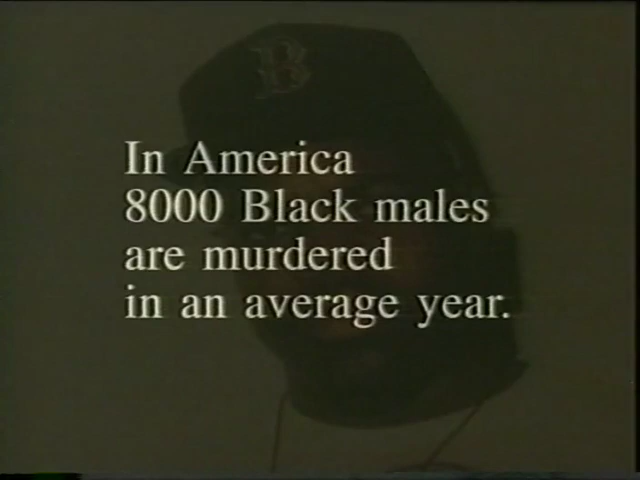 B
In America
8000 Black males
are murdered
in an average year.